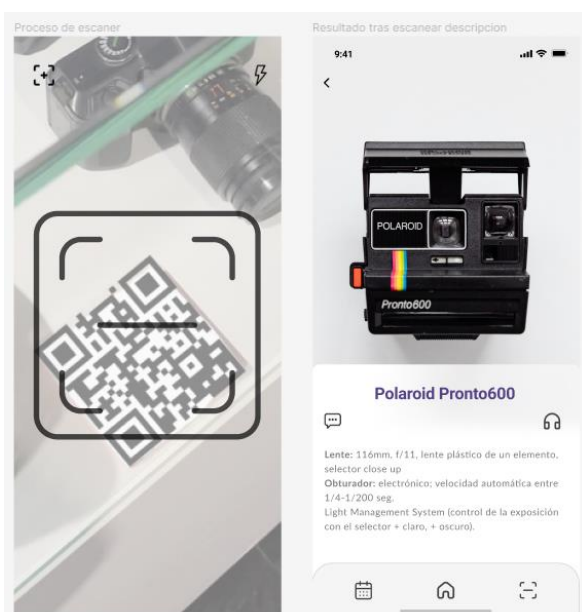 Proceso de escaner
Resultado tras escanear descripcion
9:41
POLAROID
Pronto600
Polaroid Pronto600
Lente: 116mm, f/11, lente plástico de un elemento,
selector close up
Obturador: electrónico; velocidad automática entre
1/4-1/200 seg.
Light Management System (control de la exposición
con el selector + claro, + oscuro).